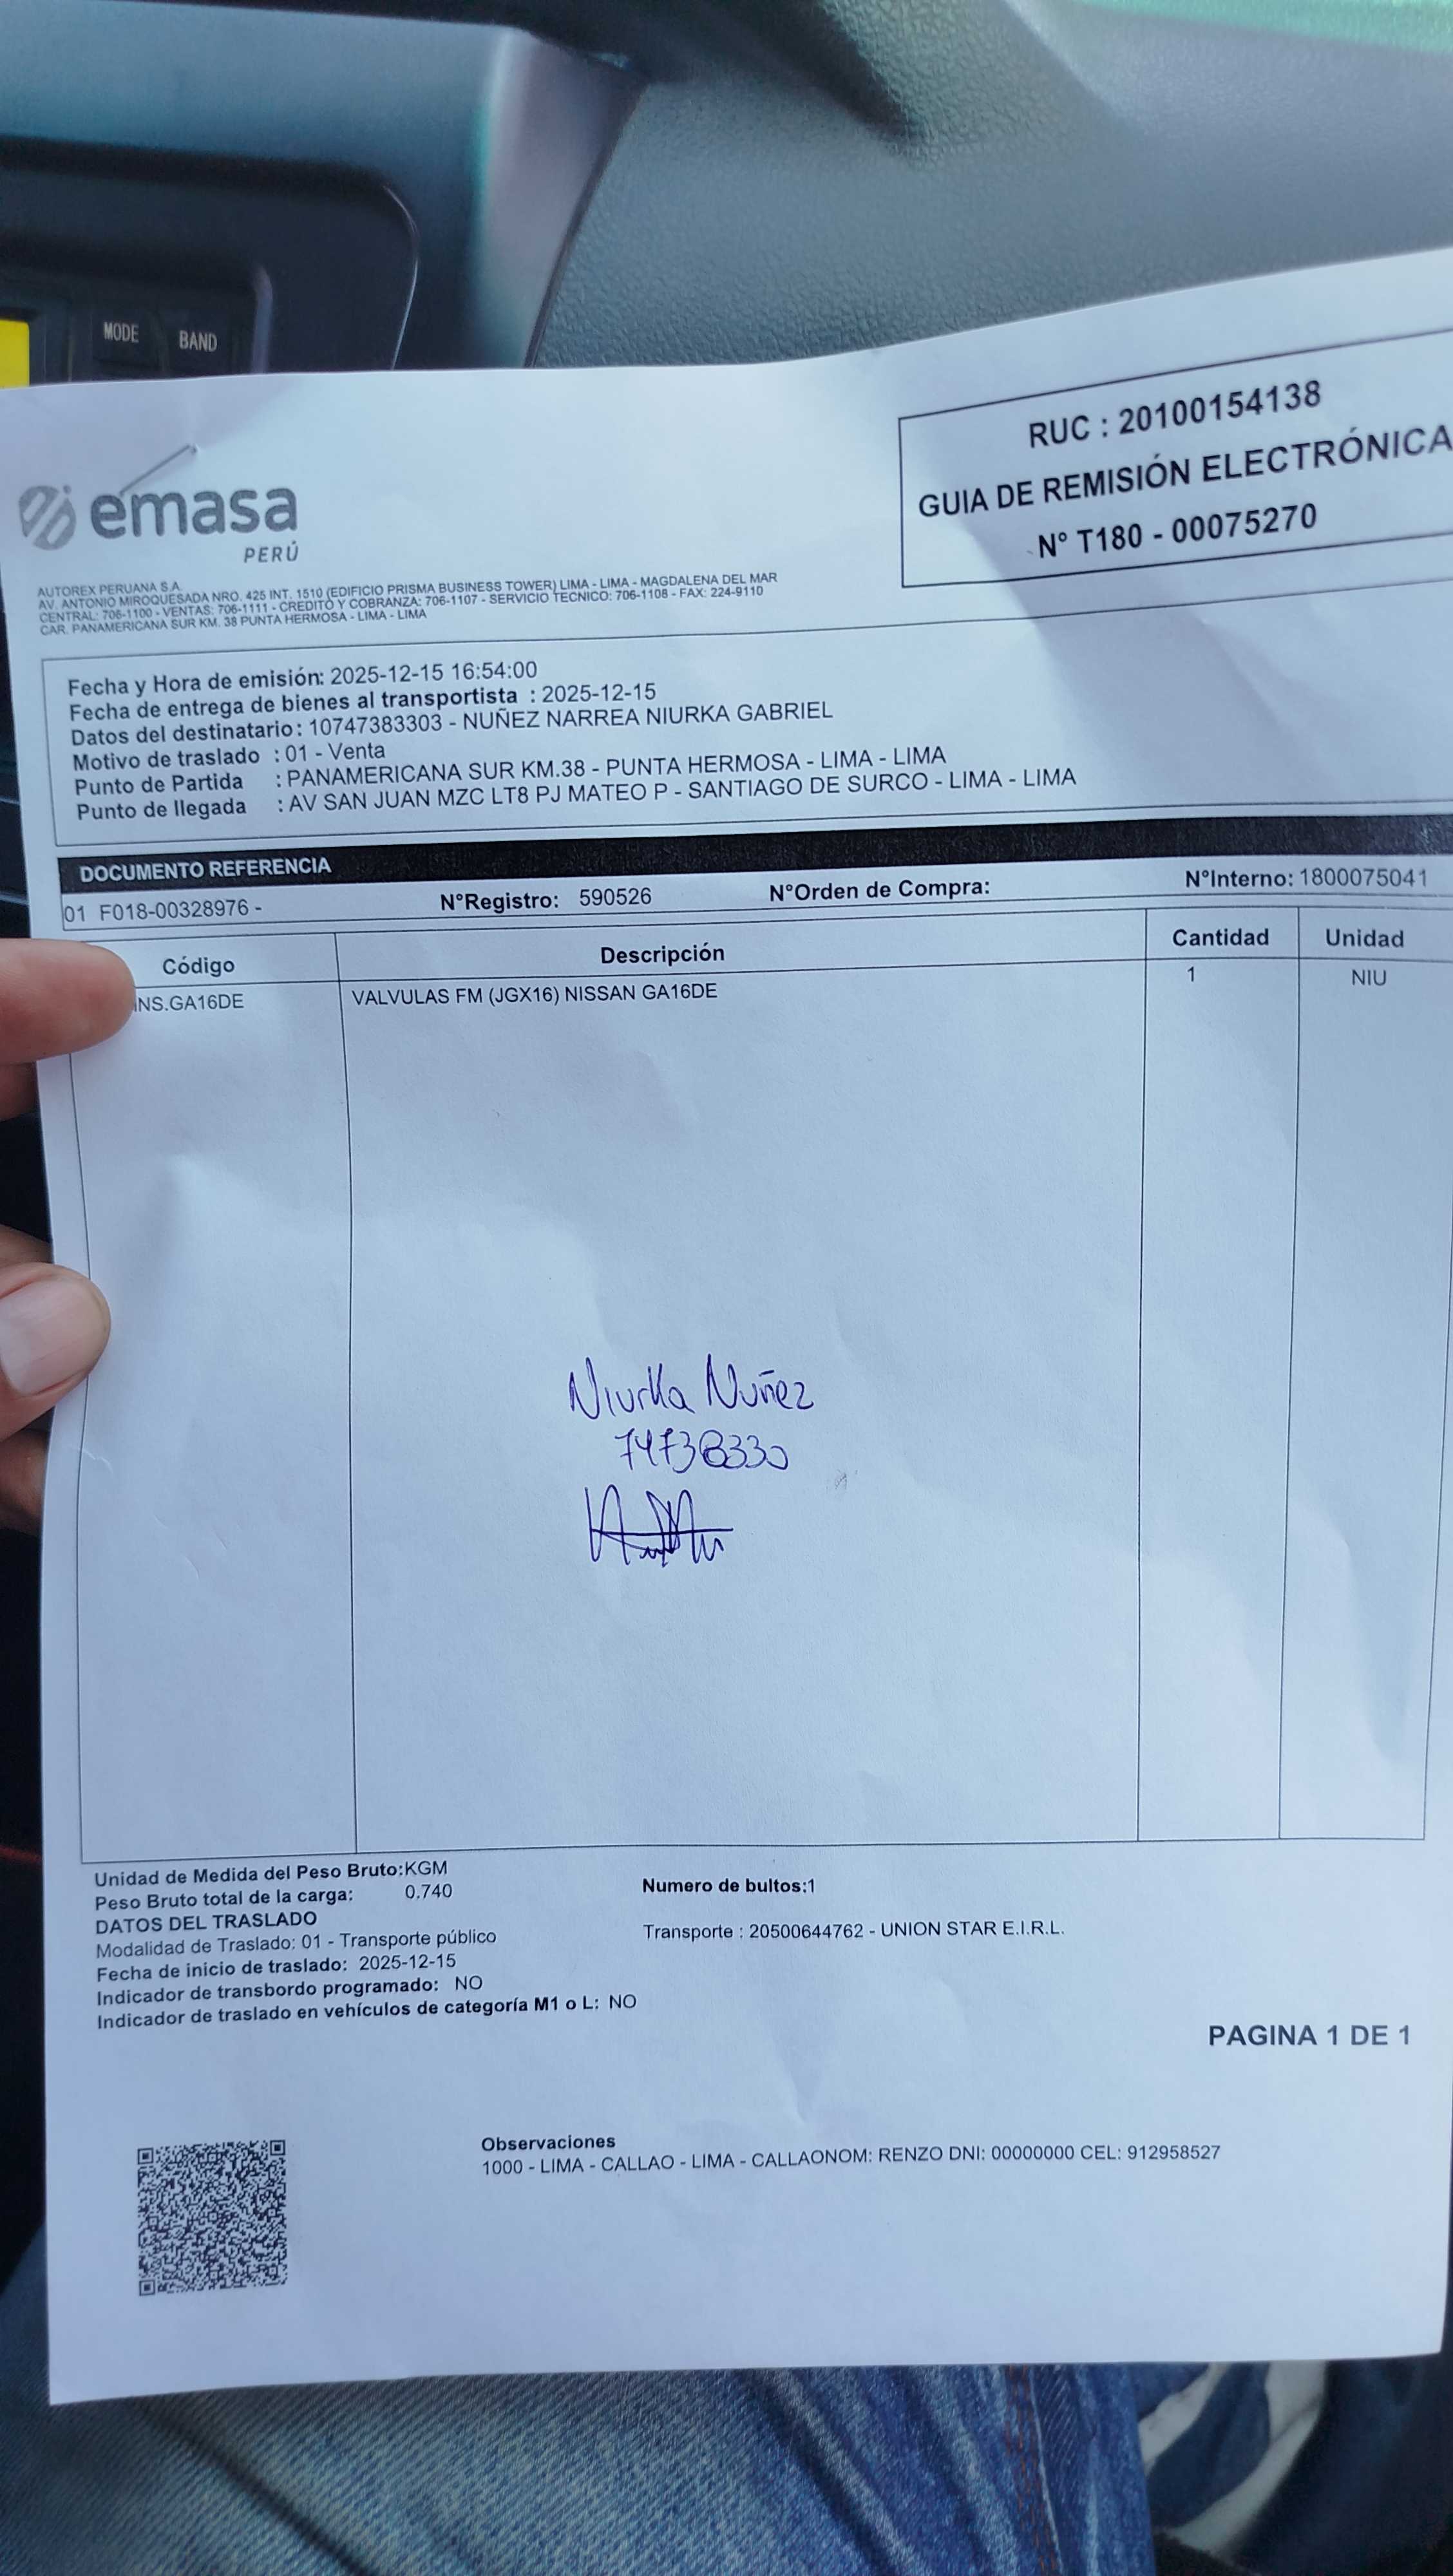 MODE BAND
emasa
PERÚ
RUC : 20100154138
GUIA DE REMISIÓN ELECTRÓNICA
N° T180 - 00075270
AUTOREX PERUANA S.A.
AV. ANTONIO MIROQUESADA NRO. 425 INT. 1510 (EDIFICIO PRISMA BUSINESS TOWER) LIMA - LIMA - MAGDALENA DEL MAR
CENTRAL: 706-1100 - VENTAS: 706-1111 - CREDITO Y COBRANZA: 706-1107 - SERVICIO TECNICO: 706-1108 - FAX: 224-9110
CAR. PANAMERICANA SUR KM. 38 PUNTA HERMOSA - LIMA - LIMA
Fecha y Hora de emisión: 2025-12-15 16:54:00
Fecha de entrega de bienes al transportista : 2025-12-15
Datos del destinatario: 10747383303 - NUÑEZ NARREA NIURKA GABRIEL
Motivo de traslado : 01 - Venta
Punto de Partida : PANAMERICANA SUR KM.38 - PUNTA HERMOSA - LIMA - LIMA
Punto de llegada : AV SAN JUAN MZC LT8 PJ MATEO P - SANTIAGO DE SURCO - LIMA - LIMA
DOCUMENTO REFERENCIA
01 F018-00328976 - N°Registro: 590526 N°Orden de Compra: N°Interno: 1800075041
Código Descripción Cantidad Unidad
NS.GA16DE VALVULAS FM (JGX16) NISSAN GA16DE 1 NIU
Niurka Nuñez
74738330
Unidad de Medida del Peso Bruto:KGM
Peso Bruto total de la carga: 0.740 Numero de bultos:1
DATOS DEL TRASLADO
Modalidad de Traslado: 01 - Transporte público Transporte : 20500644762 - UNION STAR E.I.R.L.
Fecha de inicio de traslado: 2025-12-15
Indicador de transbordo programado: NO
Indicador de traslado en vehículos de categoría M1 o L: NO
PAGINA 1 DE 1
Observaciones
1000 - LIMA - CALLAO - LIMA - CALLAONOM: RENZO DNI: 00000000 CEL: 912958527